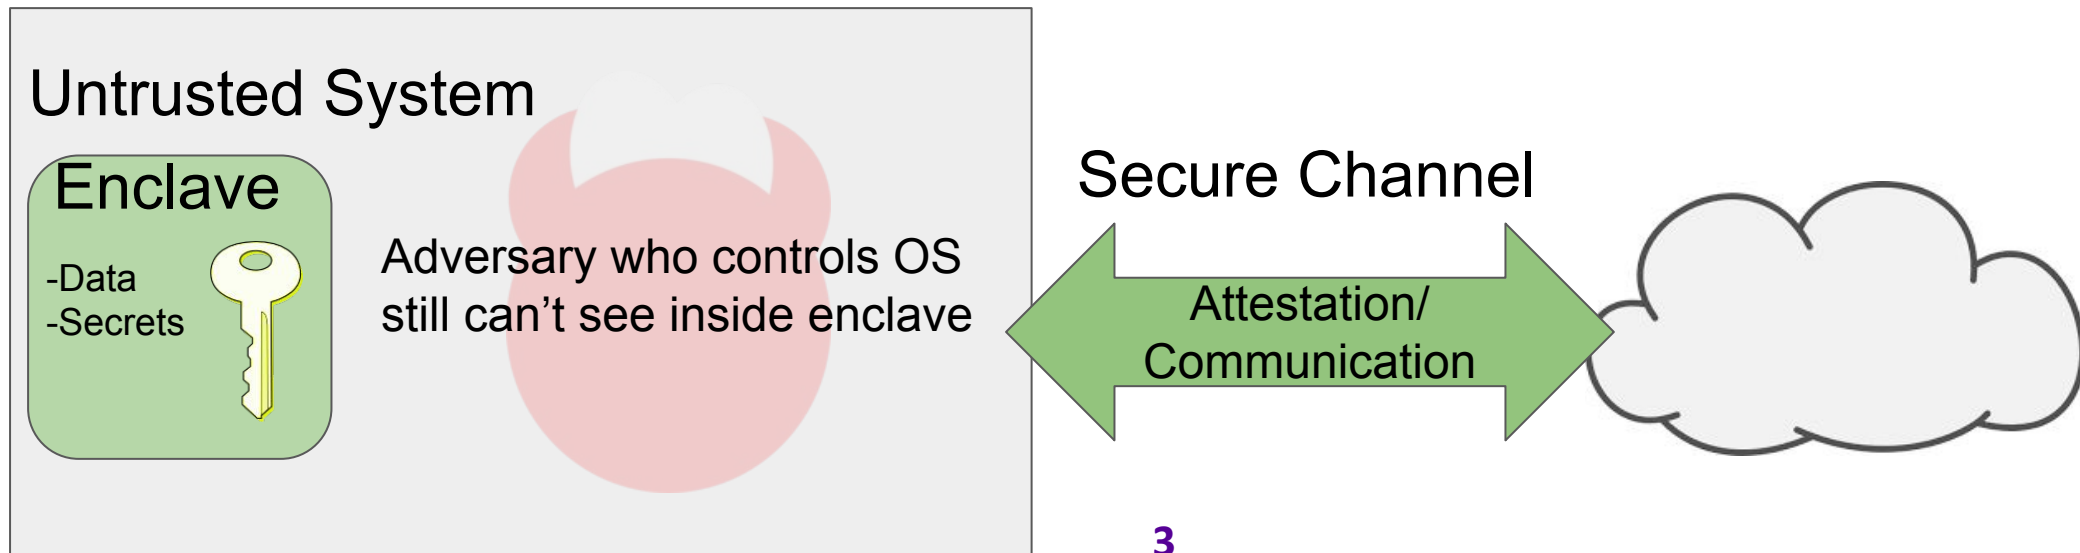 Untrusted System
Enclave
-Data
-Secrets
Adversary who controls OS
still can’t see inside enclave
Secure Channel
Attestation/
Communication
3